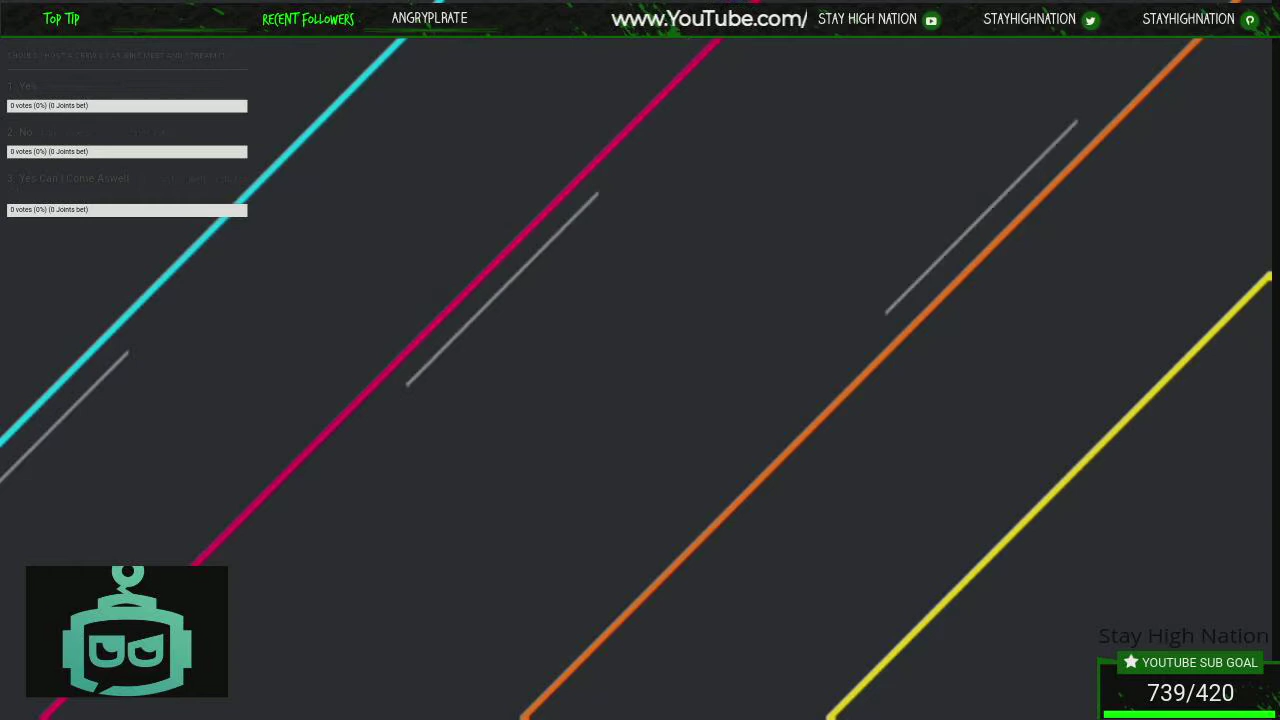 Top Tip
Recent Followers
ANGRYPLRATE
www.YouTube.com/
STAY HIGH NATION
STAYHIGHNATION
STAYHIGHNATION
1. Yes
0 votes (0%) (0 Joints bet)
2. No
0 votes (0%) (0 Joints bet)
3. Yes Can I Come Aswell
0 votes (0%) (0 Joints bet)
Stay High Nation
YOUTUBE SUB GOAL
739/420